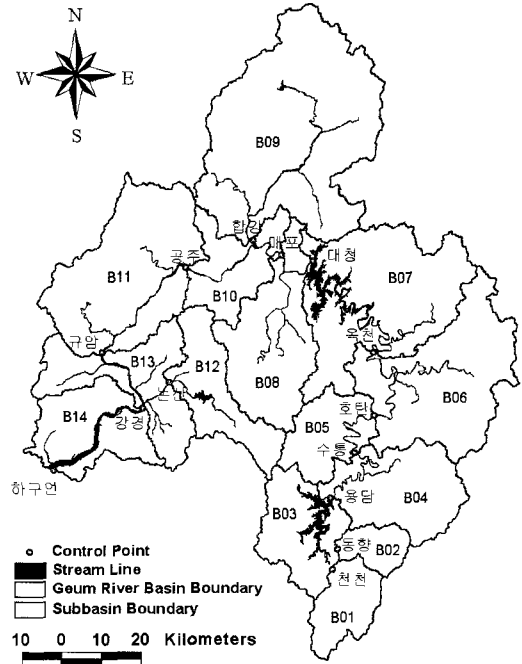 N
W E
S
B09
합강
매포
공주
대청
B11
B07
B10
옥천
규암
B13
B12
논산
B08
B06
B14
강경
호탄
B05
수통
하구언
용담
B03
B04
동향
B02
천천
B01
Control Point
Stream Line
Geum River Basin Boundary
Subbasin Boundary
10 0 10 20 Kilometers